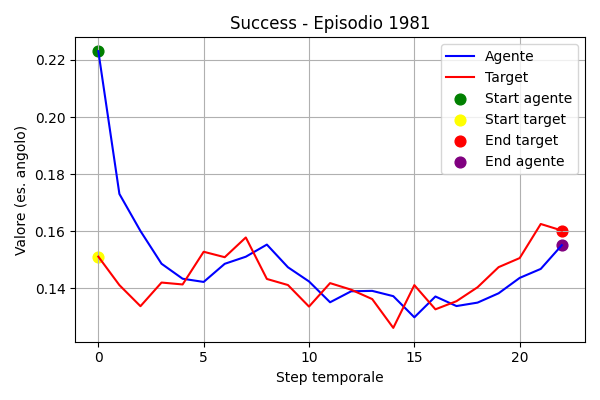 Success - Episodio 1981
Valore (es. angolo)
0.22
0.20
0.18
0.16
0.14
0
5
10
15
20
Step temporale
Agente
Target
Start agente
Start target
End target
End agente